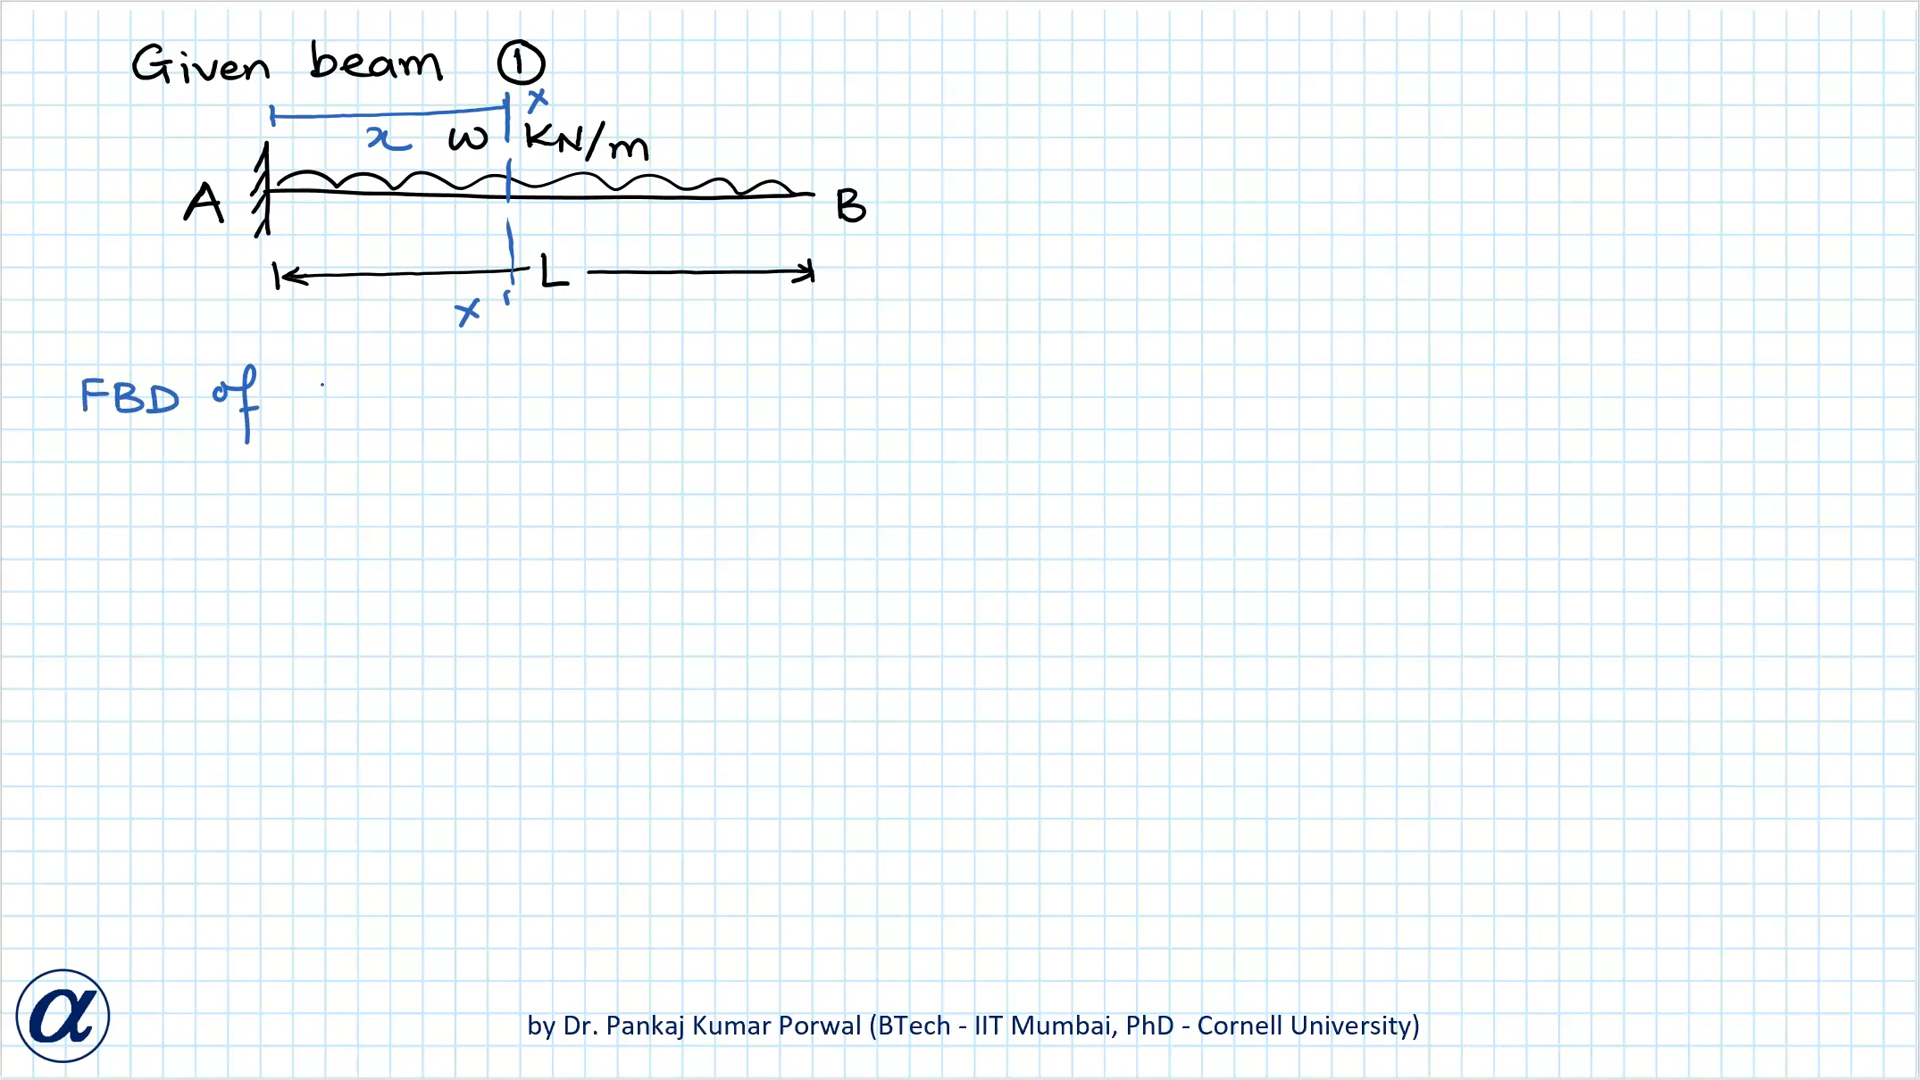 Given beam ①
x
x w KN/m
A B
L
x
FBD of
α
by Dr. Pankaj Kumar Porwal (BTech - IIT Mumbai, PhD - Cornell University)